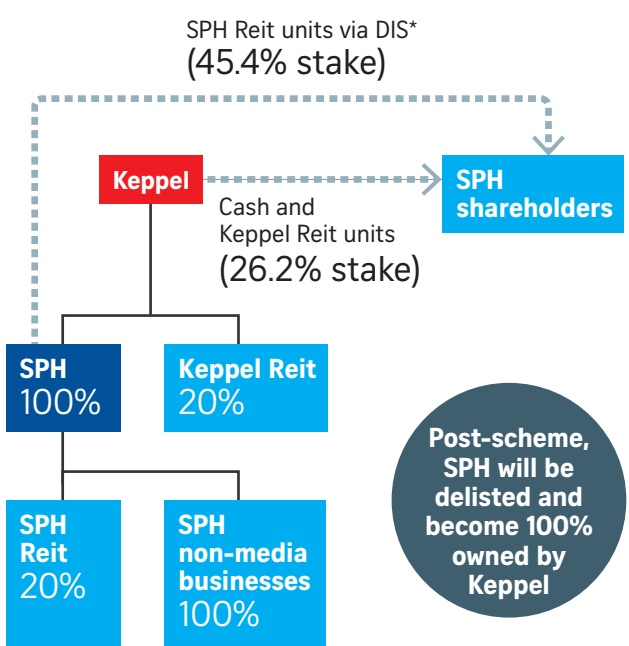 SPH Reit units via DIS*
(45.4% stake)
Keppel
SPH
shareholders
Cash and
Keppel Reit units
(26.2% stake)
SPH
100%
Keppel Reit
20%
SPH
Reit
20%
SPH
non-media
businesses
100%
Post-scheme,
SPH will be
delisted and
become 100%
owned by
Keppel